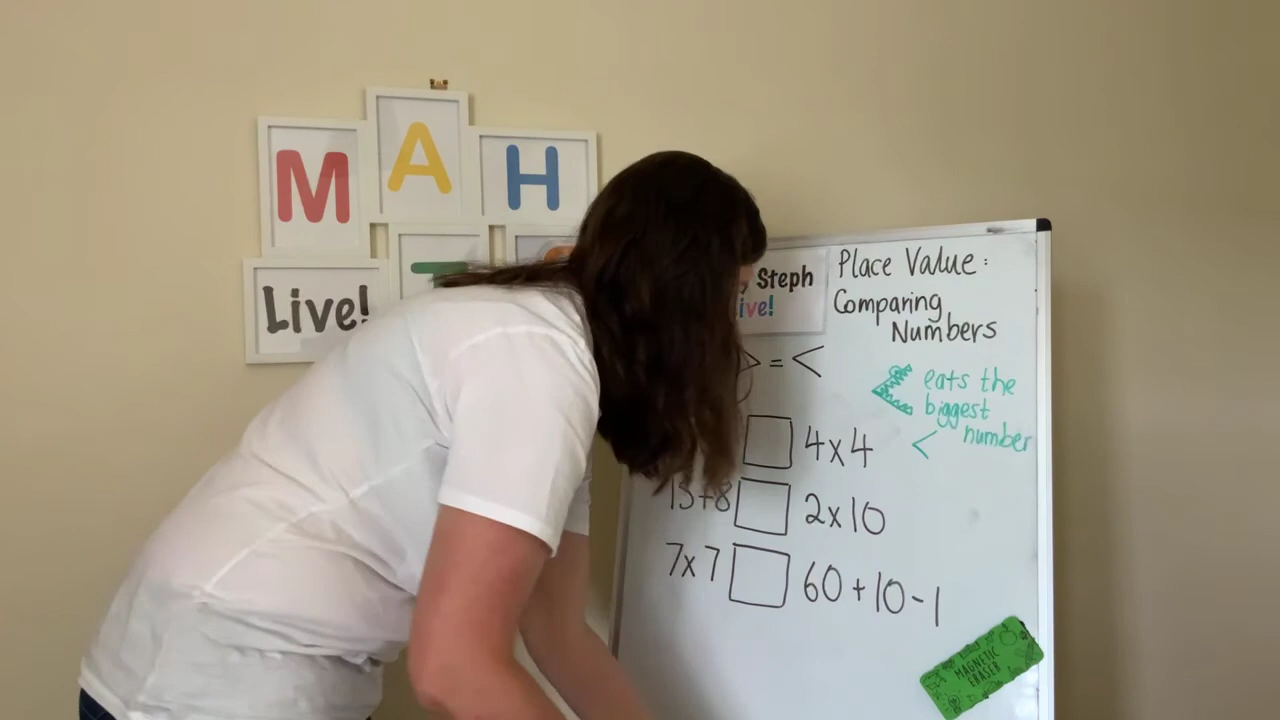 M A H
Live!
, Steph
ive!
Place Value:
Comparing
Numbers
> = <
eats the
biggest
number
<
4x4
15+8 2x10
7x7 60+10-1
MAGNETIC
ERASER